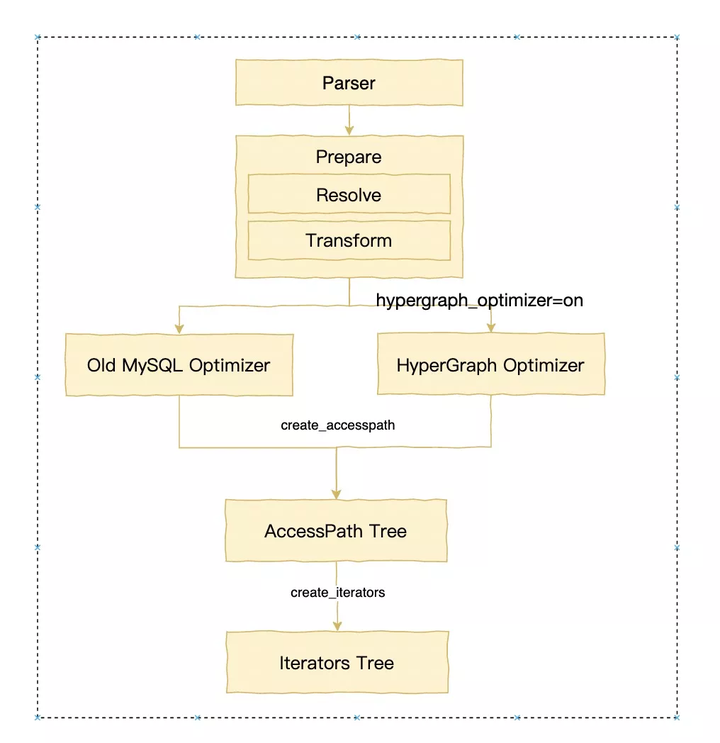 Parser
Prepare
Resolve
Transform
hypergraph_optimizer=on
Old MySQL Optimizer
HyperGraph Optimizer
create_accesspath
AccessPath Tree
create_iterators
Iterators Tree